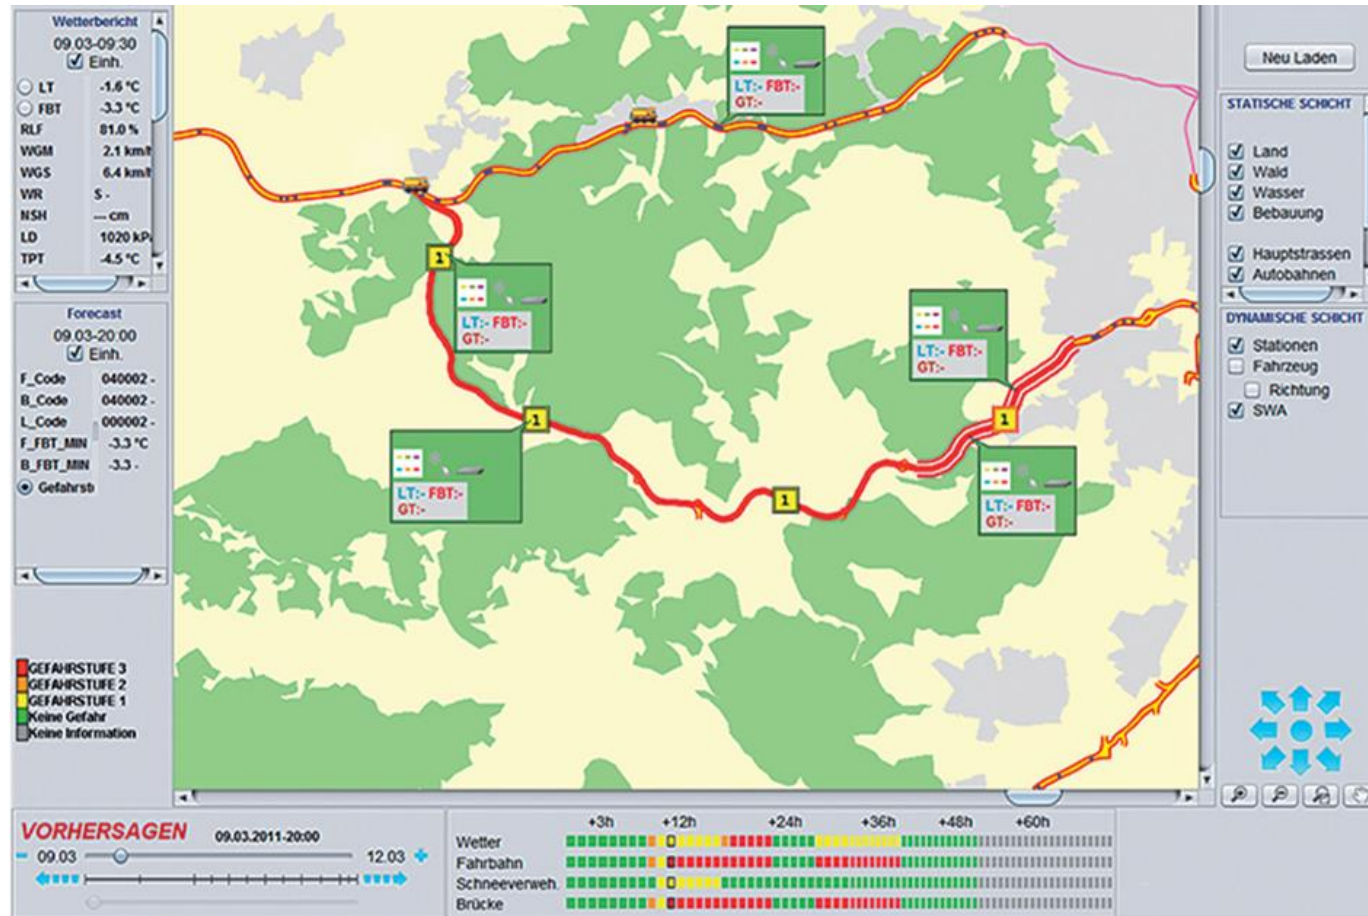 Wetterbericht
09.03-09:30
Einh.
LT -1.6 °C
FBT -3.3 °C
RLF 81.0 %
WGM 2.1 km/h
WGS 6.4 km/h
WR S -
NSH --- cm
LD 1020 kP
TPT -4.5 °C
Forecast
09.03-20:00
Einh.
F_Code 040002 -
B_Code 040002 -
L_Code 000002 -
F_FBT_MIN -3.3 °C
B_FBT_MIN -3.3 -
Gefahrst
GEFAHRSTUFE 3
GEFAHRSTUFE 2
GEFAHRSTUFE 1
Keine Gefahr
Keine Information
LT:- FBT:-
GT:-
1
LT:- FBT:-
GT:-
LT:- FBT:-
GT:-
1
1
LT:- FBT:-
GT:-
LT:- FBT:-
GT:-
1
Neu Laden
STATISCHE SCHICHT
Land
Wald
Wasser
Bebauung
Hauptstrassen
Autobahnen
DYNAMISCHE SCHICHT
Stationen
Fahrzeug
Richtung
SWA
VORHERSAGEN 09.03.2011-20:00
- 09.03 12.03 +
+3h +12h +24h +36h +48h +60h
Wetter
Fahrbahn
Schneeverweh.
Brücke